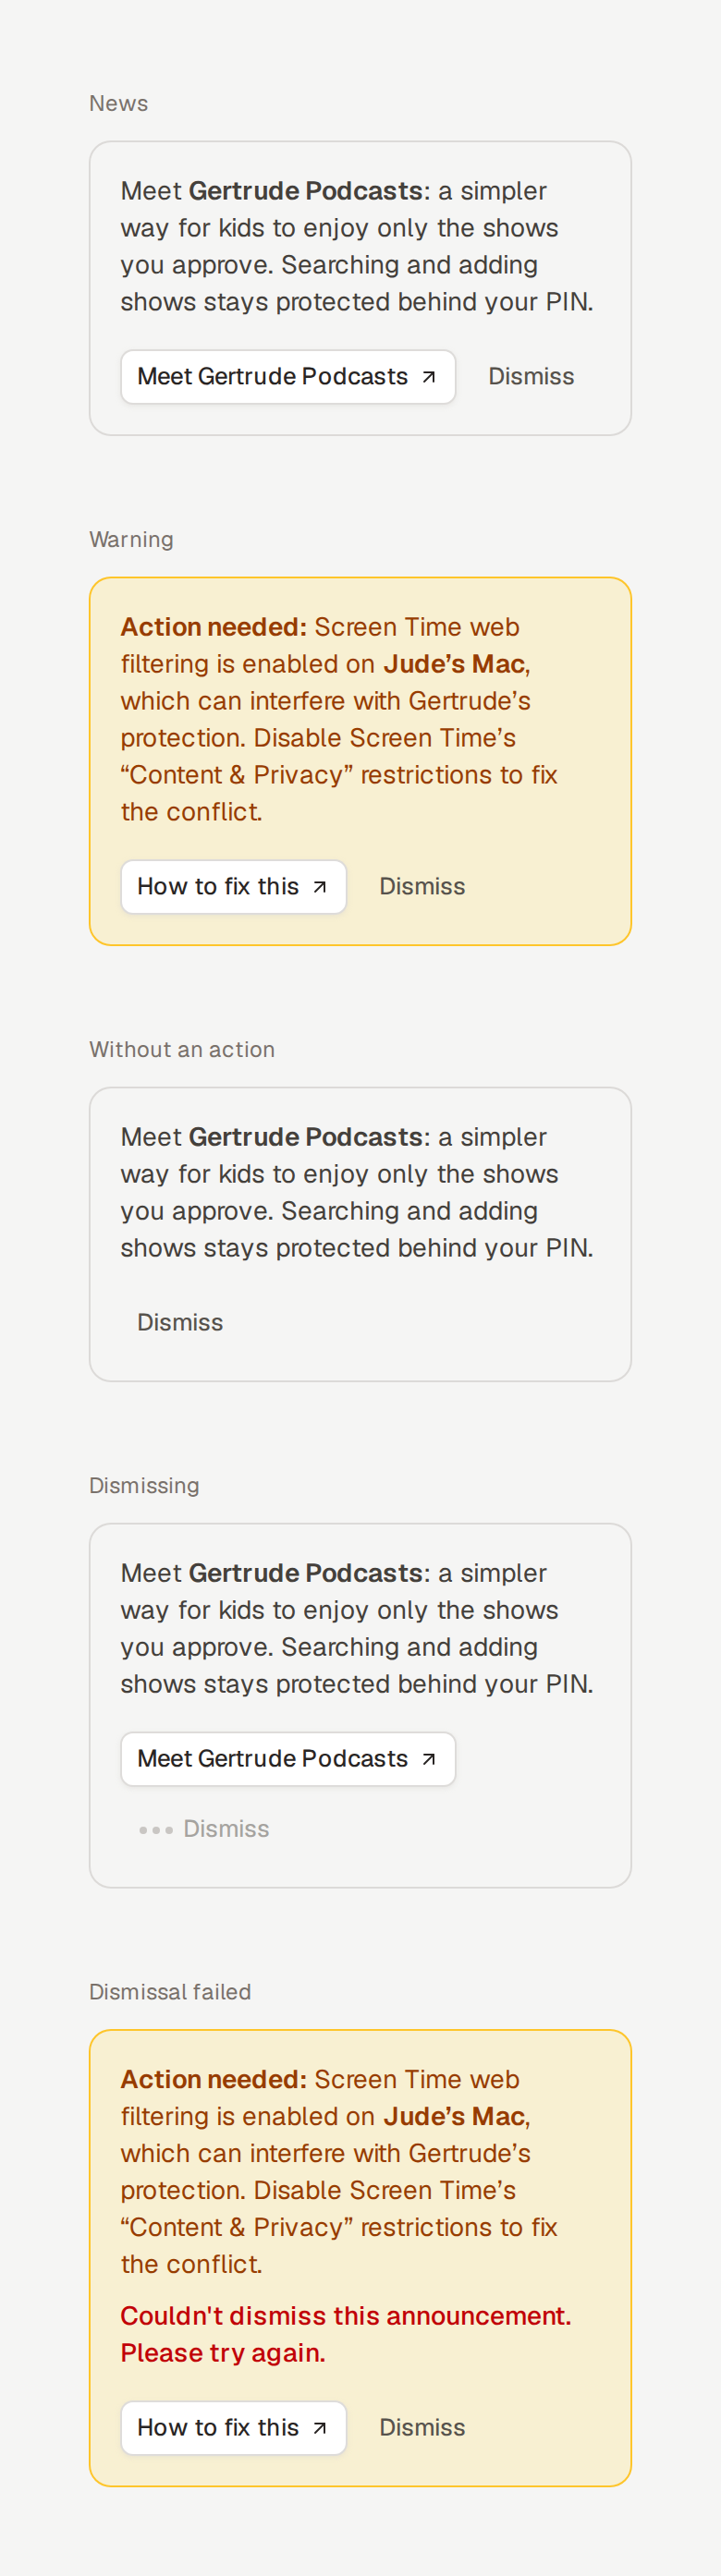 News
Meet Gertrude Podcasts: a simpler
way for kids to enjoy only the shows
you approve. Searching and adding
shows stays protected behind your PIN.
Meet Gertrude Podcasts Dismiss
Warning
Action needed: Screen Time web
filtering is enabled on Jude’s Mac,
which can interfere with Gertrude’s
protection. Disable Screen Time’s
“Content & Privacy” restrictions to fix
the conflict.
How to fix this Dismiss
Without an action
Meet Gertrude Podcasts: a simpler
way for kids to enjoy only the shows
you approve. Searching and adding
shows stays protected behind your PIN.
Dismiss
Dismissing
Meet Gertrude Podcasts: a simpler
way for kids to enjoy only the shows
you approve. Searching and adding
shows stays protected behind your PIN.
Meet Gertrude Podcasts
Dismiss
Dismissal failed
Action needed: Screen Time web
filtering is enabled on Jude’s Mac,
which can interfere with Gertrude’s
protection. Disable Screen Time’s
“Content & Privacy” restrictions to fix
the conflict.
Couldn't dismiss this announcement.
Please try again.
How to fix this Dismiss